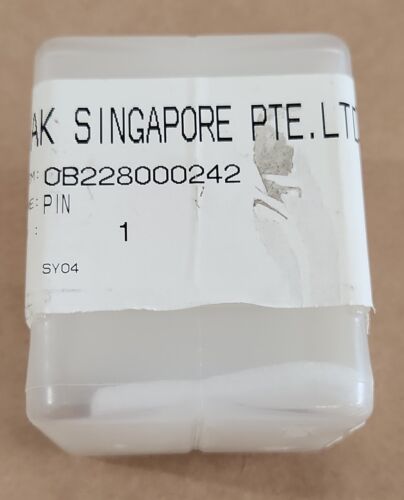 AK SINGAPORE PTE.LTD
M: OB228000242
E: PIN
: 1
SY04